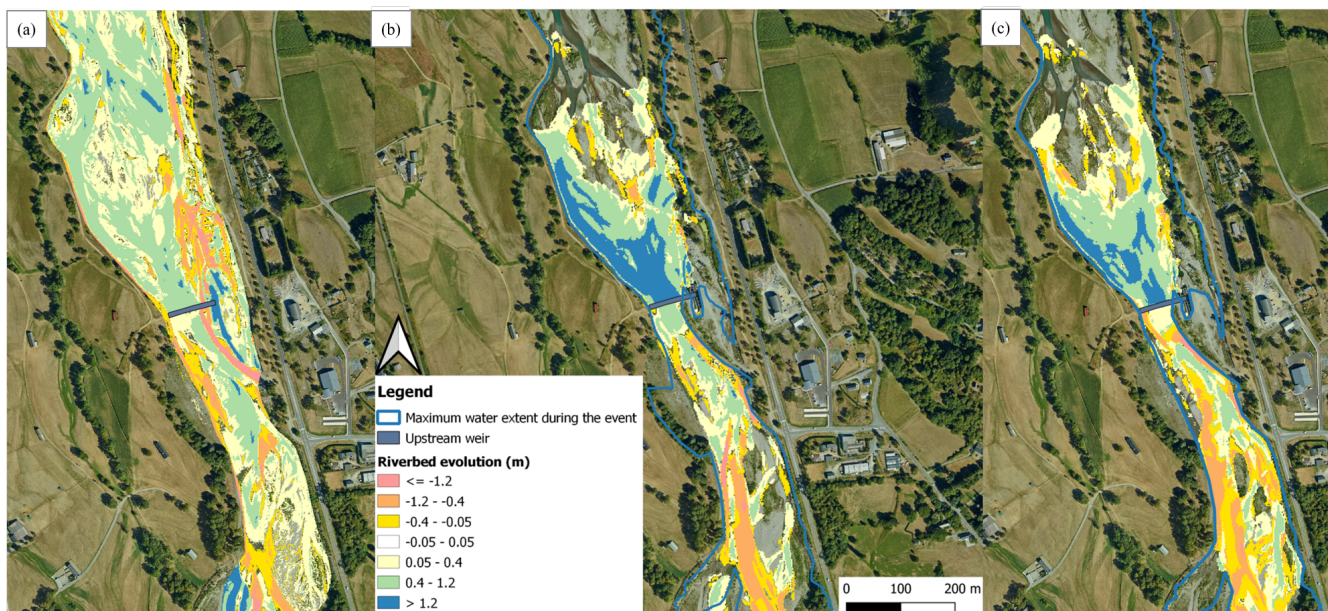 (a)
(b)
(c)
Legend
Maximum water extent during the event
Upstream weir
Riverbed evolution (m)
<= -1.2
-1.2 - -0.4
-0.4 - -0.05
-0.05 - 0.05
0.05 - 0.4
0.4 - 1.2
> 1.2
0 100 200 m